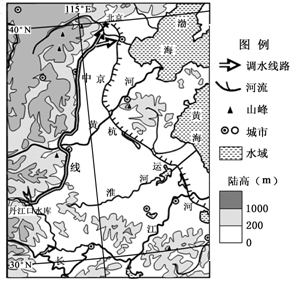 115°E
北京
40°N
渤
海
中
京
河
黄
杭
黄
海
运
线
淮
河
河
丹江口水库
江
长
30°N
图 例
调水线路
河流
山峰
城市
水域
陆高(m)
1000
200
0